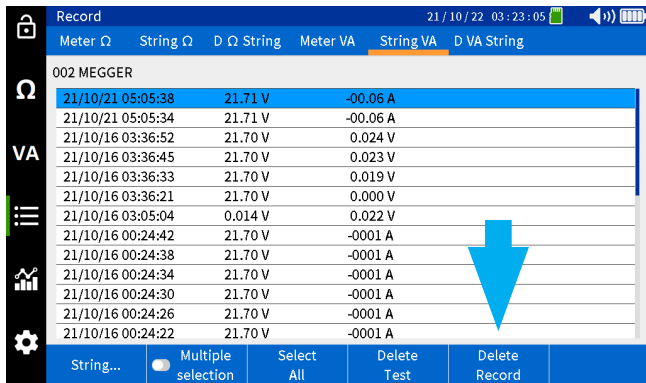 Record 21/10/22 03:23:05
Meter Ω String Ω D Ω String Meter VA String VA D VA String
002 MEGGER
Ω
VA
21/10/21 05:05:38 21.71 V -00.06 A
21/10/21 05:05:34 21.71 V -00.06 A
21/10/16 03:36:52 21.70 V 0.024 V
21/10/16 03:36:45 21.70 V 0.023 V
21/10/16 03:36:33 21.70 V 0.019 V
21/10/16 03:36:21 21.70 V 0.000 V
21/10/16 03:05:04 0.014 V 0.022 V
21/10/16 00:24:42 21.70 V -0001 A
21/10/16 00:24:38 21.70 V -0001 A
21/10/16 00:24:34 21.70 V -0001 A
21/10/16 00:24:30 21.70 V -0001 A
21/10/16 00:24:26 21.70 V -0001 A
21/10/16 00:24:22 21.70 V -0001 A
String...
Multiple
selection
Select
All
Delete
Test
Delete
Record